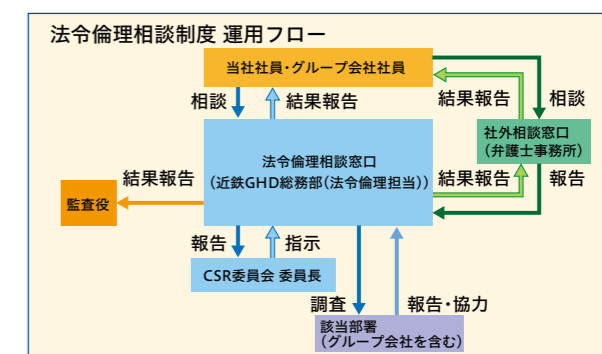 法令倫理相談制度 運用フロー
当社社員・グループ会社社員
相談
結果報告
結果報告
相談
社外相談窓口
（弁護士事務所）
法令倫理相談窓口
（近鉄GHD総務部（法令倫理担当））
結果報告
監査役
結果報告
報告
報告
指示
CSR委員会 委員長
調査
報告・協力
該当部署
（グループ会社を含む）